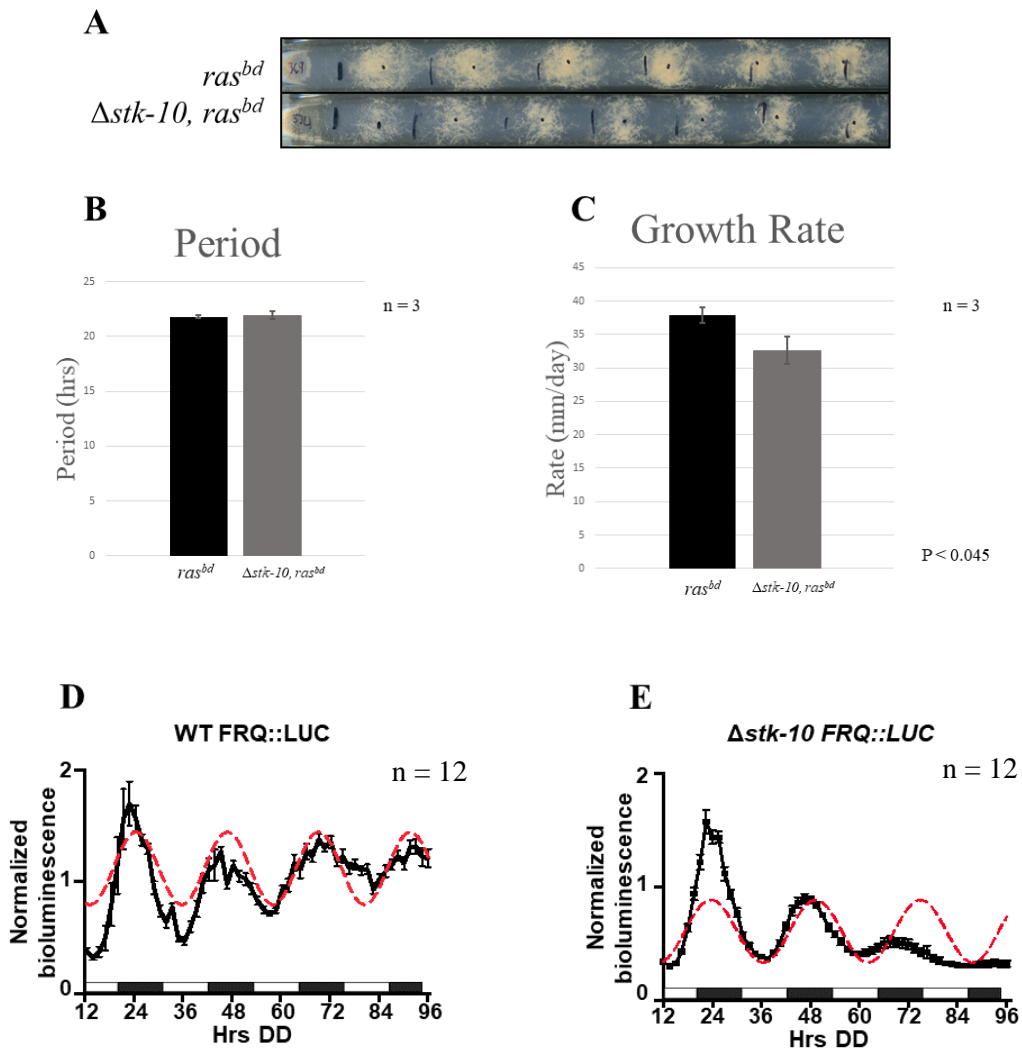 A
ras^bd
Δstk-10, ras^bd
B
Period
25
20
15
10
5
0
Period (hrs)
n = 3
ras^bd
Δstk-10, ras^bd
C
Growth Rate
45
40
35
30
25
20
15
10
5
0
Rate (mm/day)
n = 3
P < 0.045
ras^bd
Δstk-10, ras^bd
D
WT FRQ::LUC
n = 12
2
1
0
Normalized
bioluminescence
12 24 36 48 60 72 84 96
Hrs DD
E
Δstk-10 FRQ::LUC
n = 12
2
1
0
Normalized
bioluminescence
12 24 36 48 60 72 84 96
Hrs DD